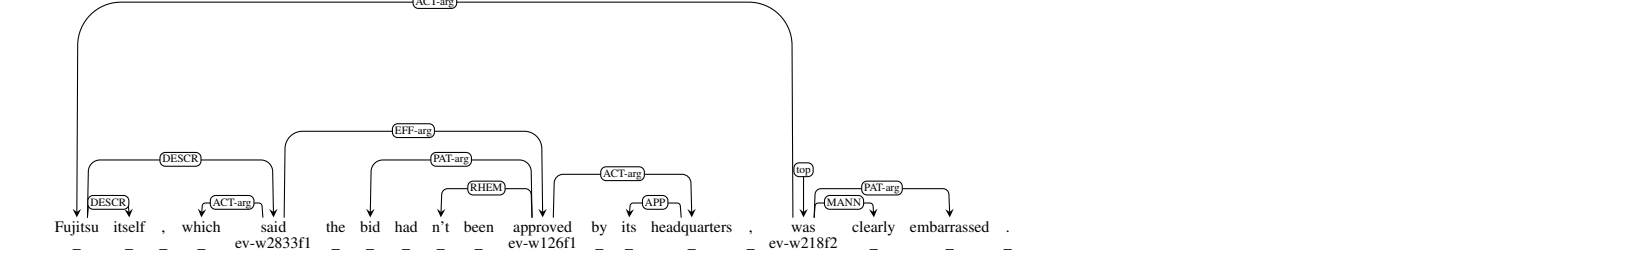 ACT-arg
EFF-arg
DESCR PAT-arg
ACT-arg top
RHEM PAT-arg
DESCR ACT-arg APP MANN
Fujitsu itself , which said the bid had n't been approved by its headquarters , was clearly embarrassed .
_ _ _ _ ev-w2833f1 _ _ _ _ _ ev-w126f1 _ _ _ _ ev-w218f2 _ _ _